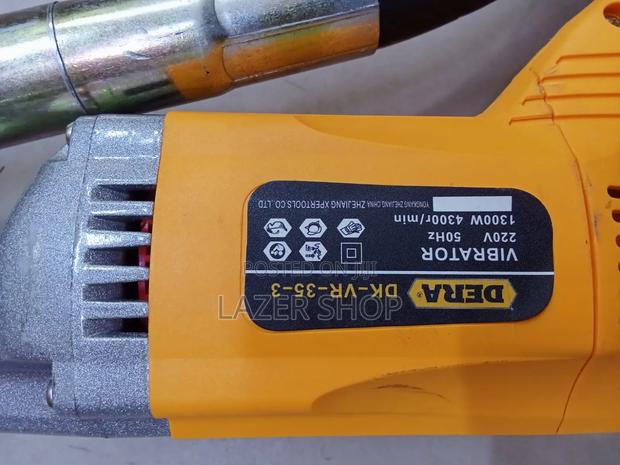 DERA®
DK-VR-35-3
VIBRATOR
220V 50Hz
1300W 4300r/min
YONGKANG ZHEJIANG,CHINA ZHEJIANG XPERTOOLS CO.,LTD
POSTED ON JIJI
LAZER SHOP